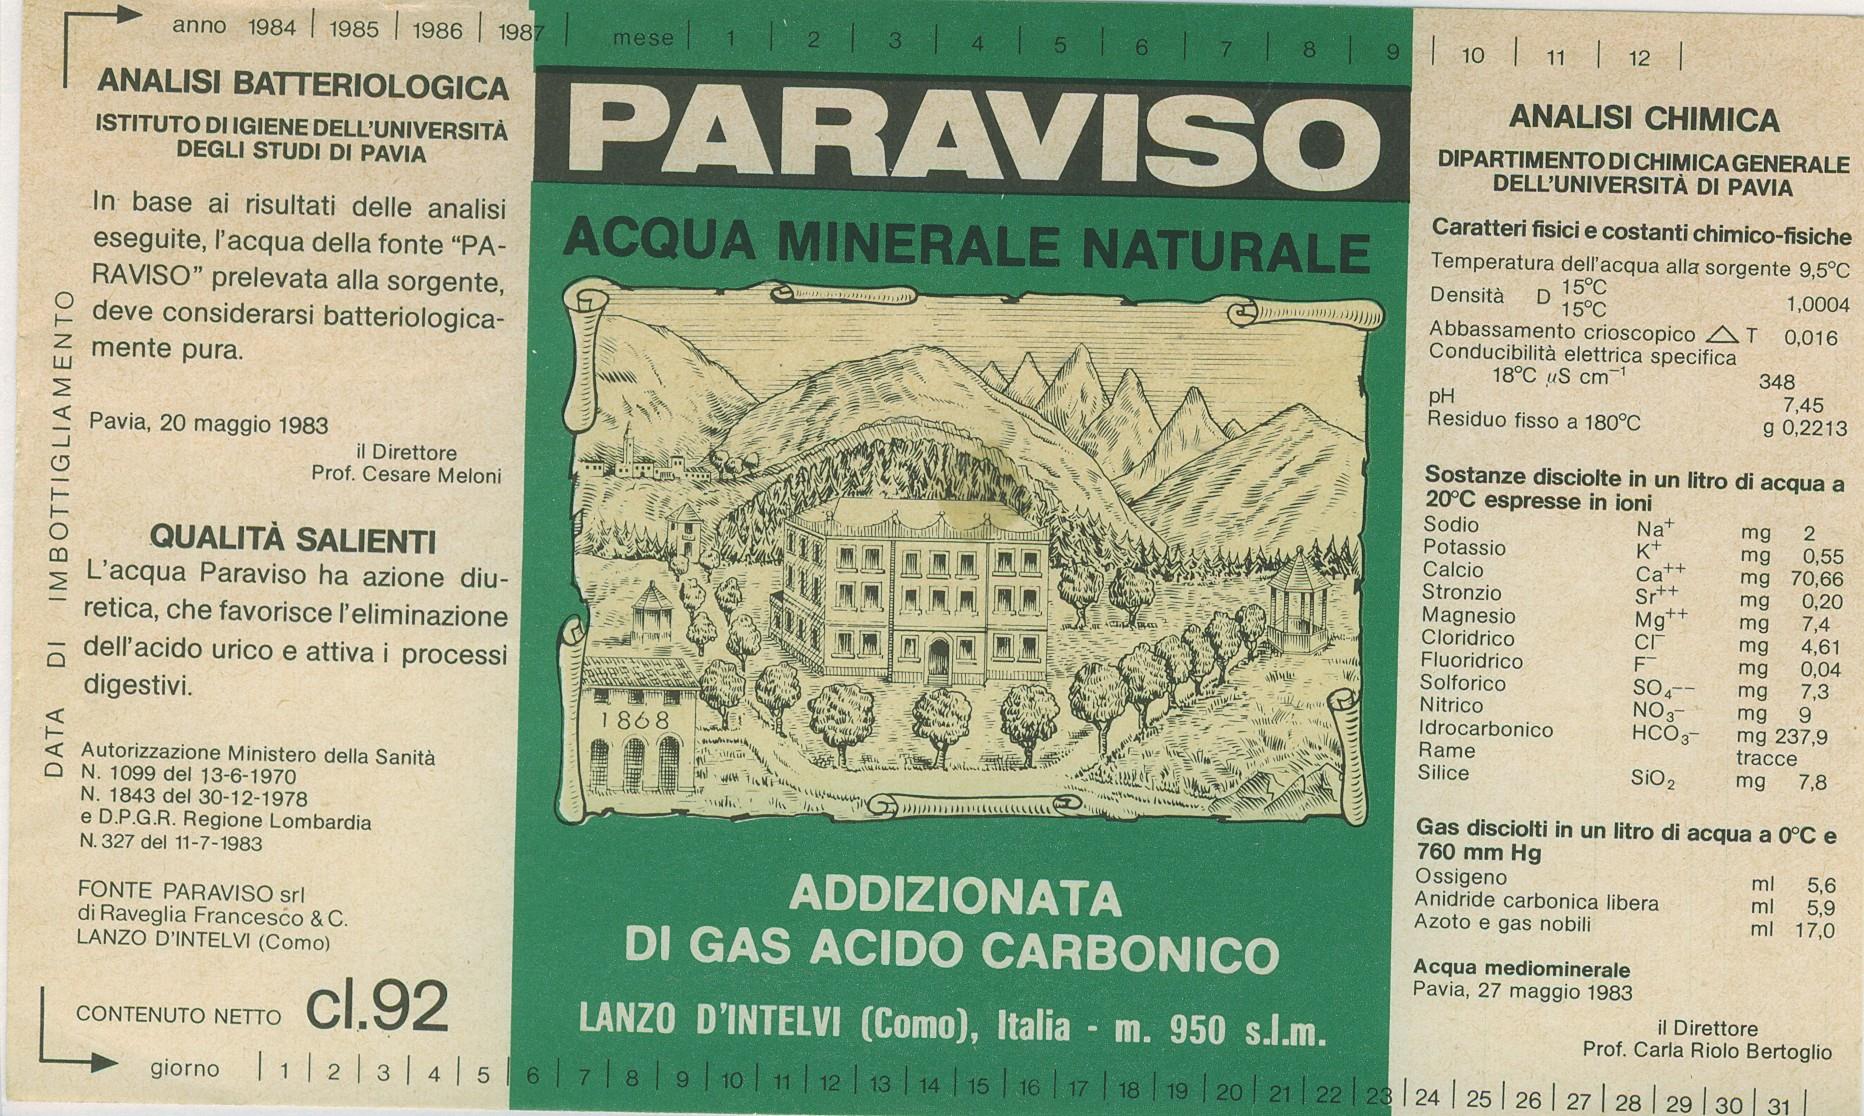 anno 1984 | 1985 | 1986 | 1987 |
mese | 1 | 2 | 3 | 4 | 5 | 6 | 7 | 8 | 9 | 10 | 11 | 12 |
DATA DI IMBOTTIGLIAMENTO
ANALISI BATTERIOLOGICA
ISTITUTO DI IGIENE DELL'UNIVERSITÀ
DEGLI STUDI DI PAVIA
In base ai risultati delle analisi
eseguite, l'acqua della fonte "PA-
RAVISO" prelevata alla sorgente,
deve considerarsi batteriologica-
mente pura.
Pavia, 20 maggio 1983
il Direttore
Prof. Cesare Meloni
QUALITÀ SALIENTI
L'acqua Paraviso ha azione diu-
retica, che favorisce l'eliminazione
dell'acido urico e attiva i processi
digestivi.
Autorizzazione Ministero della Sanità
N. 1099 del 13-6-1970
N. 1843 del 30-12-1978
e D.P.G.R. Regione Lombardia
N. 327 del 11-7-1983
FONTE PARAVISO srl
di Raveglia Francesco & C.
LANZO D'INTELVI (Como)
CONTENUTO NETTO cl.92
PARAVISO
ACQUA MINERALE NATURALE
1868
ADDIZIONATA
DI GAS ACIDO CARBONICO
LANZO D'INTELVI (Como), Italia - m. 950 s.l.m.
ANALISI CHIMICA
DIPARTIMENTO DI CHIMICA GENERALE
DELL'UNIVERSITÀ DI PAVIA
Caratteri fisici e costanti chimico-fisiche
Temperatura dell'acqua alla sorgente 9,5°C
Densità D 15°C 15°C 1,0004
Abbassamento crioscopico △ T 0,016
Conducibilità elettrica specifica
18°C µS cm⁻¹ 348
pH 7,45
Residuo fisso a 180°C g 0,2213
Sostanze disciolte in un litro di acqua a
20°C espresse in ioni
Sodio Na⁺ mg 2
Potassio K⁺ mg 0,55
Calcio Ca⁺⁺ mg 70,66
Stronzio Sr⁺⁺ mg 0,20
Magnesio Mg⁺⁺ mg 7,4
Cloridrico Cl⁻ mg 4,61
Fluoridrico F⁻ mg 0,04
Solforico SO₄⁻⁻ mg 7,3
Nitrico NO₃⁻ mg 9
Idrocarbonico HCO₃⁻ mg 237,9
Rame tracce
Silice SiO₂ mg 7,8
Gas disciolti in un litro di acqua a 0°C e
760 mm Hg
Ossigeno ml 5,6
Anidride carbonica libera ml 5,9
Azoto e gas nobili ml 17,0
Acqua mediominerale
Pavia, 27 maggio 1983
il Direttore
Prof. Carla Riolo Bertoglio
giorno | 1 | 2 | 3 | 4 | 5 | 6 | 7 | 8 | 9 | 10 | 11 | 12 | 13 | 14 | 15 | 16 | 17 | 18 | 19 | 20 | 21 | 22 | 23 | 24 | 25 | 26 | 27 | 28 | 29 | 30 | 31 |